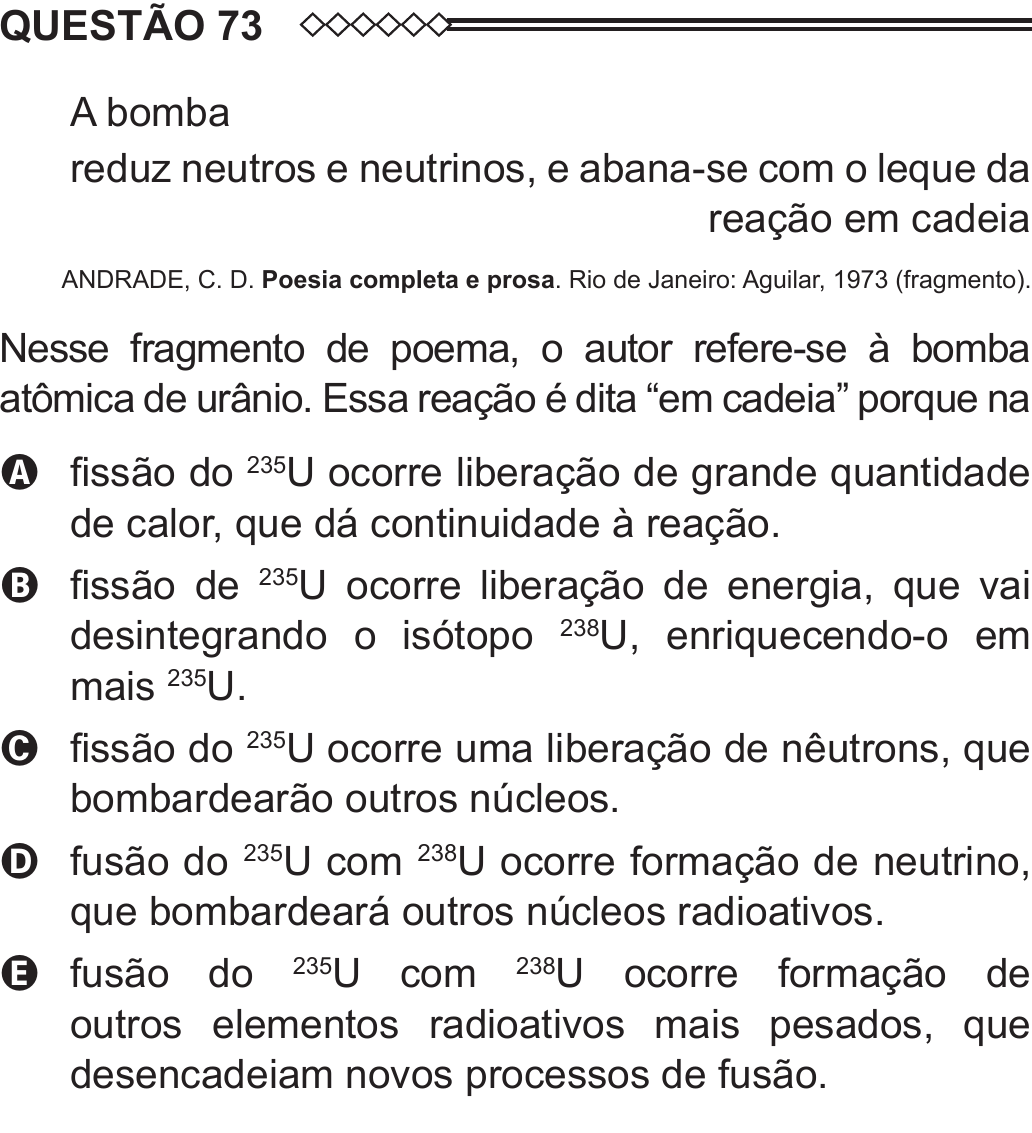 QUESTÃO 73
A bomba
reduz neutros e neutrinos, e abana-se com o leque da
reação em cadeia
ANDRADE, C. D. Poesia completa e prosa. Rio de Janeiro: Aguilar, 1973 (fragmento).
Nesse fragmento de poema, o autor refere-se à bomba
atômica de urânio. Essa reação é dita “em cadeia” porque na
A fissão do ²³⁵U ocorre liberação de grande quantidade
de calor, que dá continuidade à reação.
B fissão de ²³⁵U ocorre liberação de energia, que vai
desintegrando o isótopo ²³⁸U, enriquecendo-o em
mais ²³⁵U.
C fissão do ²³⁵U ocorre uma liberação de nêutrons, que
bombardearão outros núcleos.
D fusão do ²³⁵U com ²³⁸U ocorre formação de neutrino,
que bombardeará outros núcleos radioativos.
E fusão do ²³⁵U com ²³⁸U ocorre formação de
outros elementos radioativos mais pesados, que
desencadeiam novos processos de fusão.